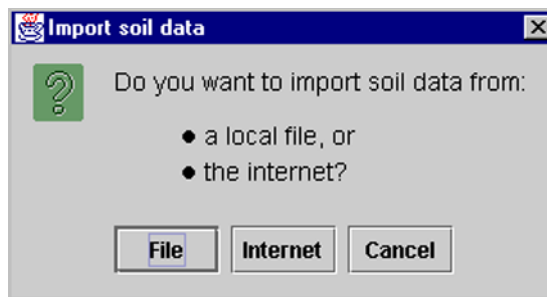 Import soil data
Do you want to import soil data from:
● a local file, or
● the internet?
File Internet Cancel